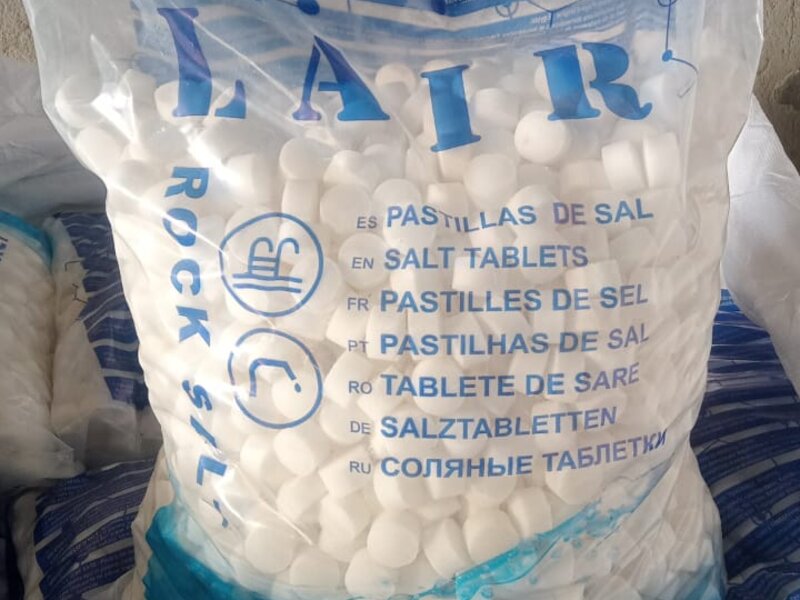 LAIR
ROCK SALT
ES PASTILLAS DE SAL
EN SALT TABLETS
FR PASTILLES DE SEL
PT PASTILHAS DE SAL
RO TABLETE DE SARE
DE SALZTABLETTEN
RU СОЛЯНЫЕ ТАБЛЕТКИ